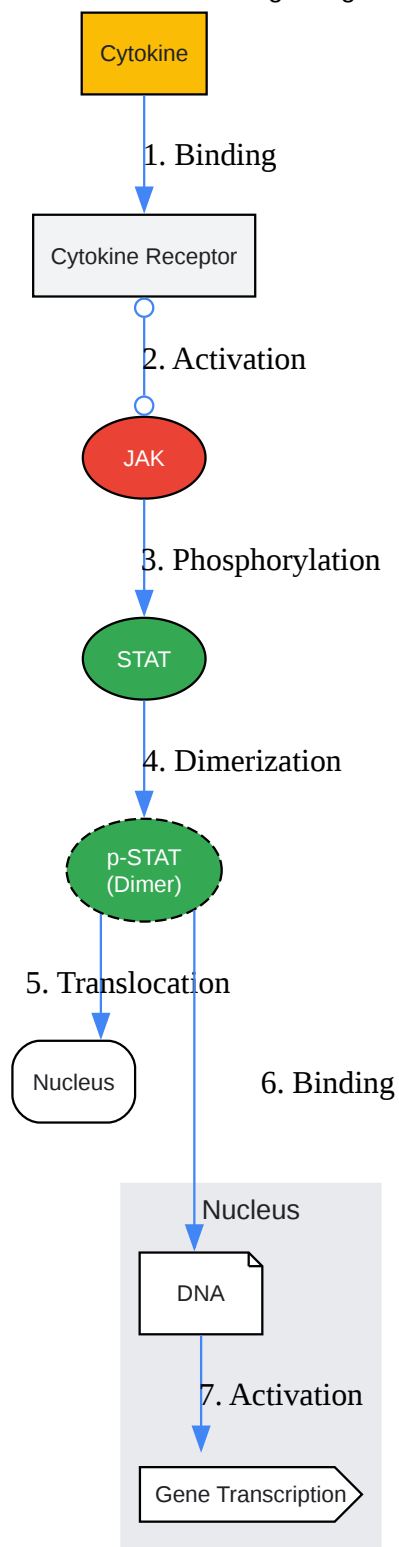 Cytokine
1. Binding
Cytokine Receptor
2. Activation
JAK
3. Phosphorylation
STAT
4. Dimerization
p-STAT
(Dimer)
5. Translocation
Nucleus
6. Binding
Nucleus
DNA
7. Activation
Gene Transcription